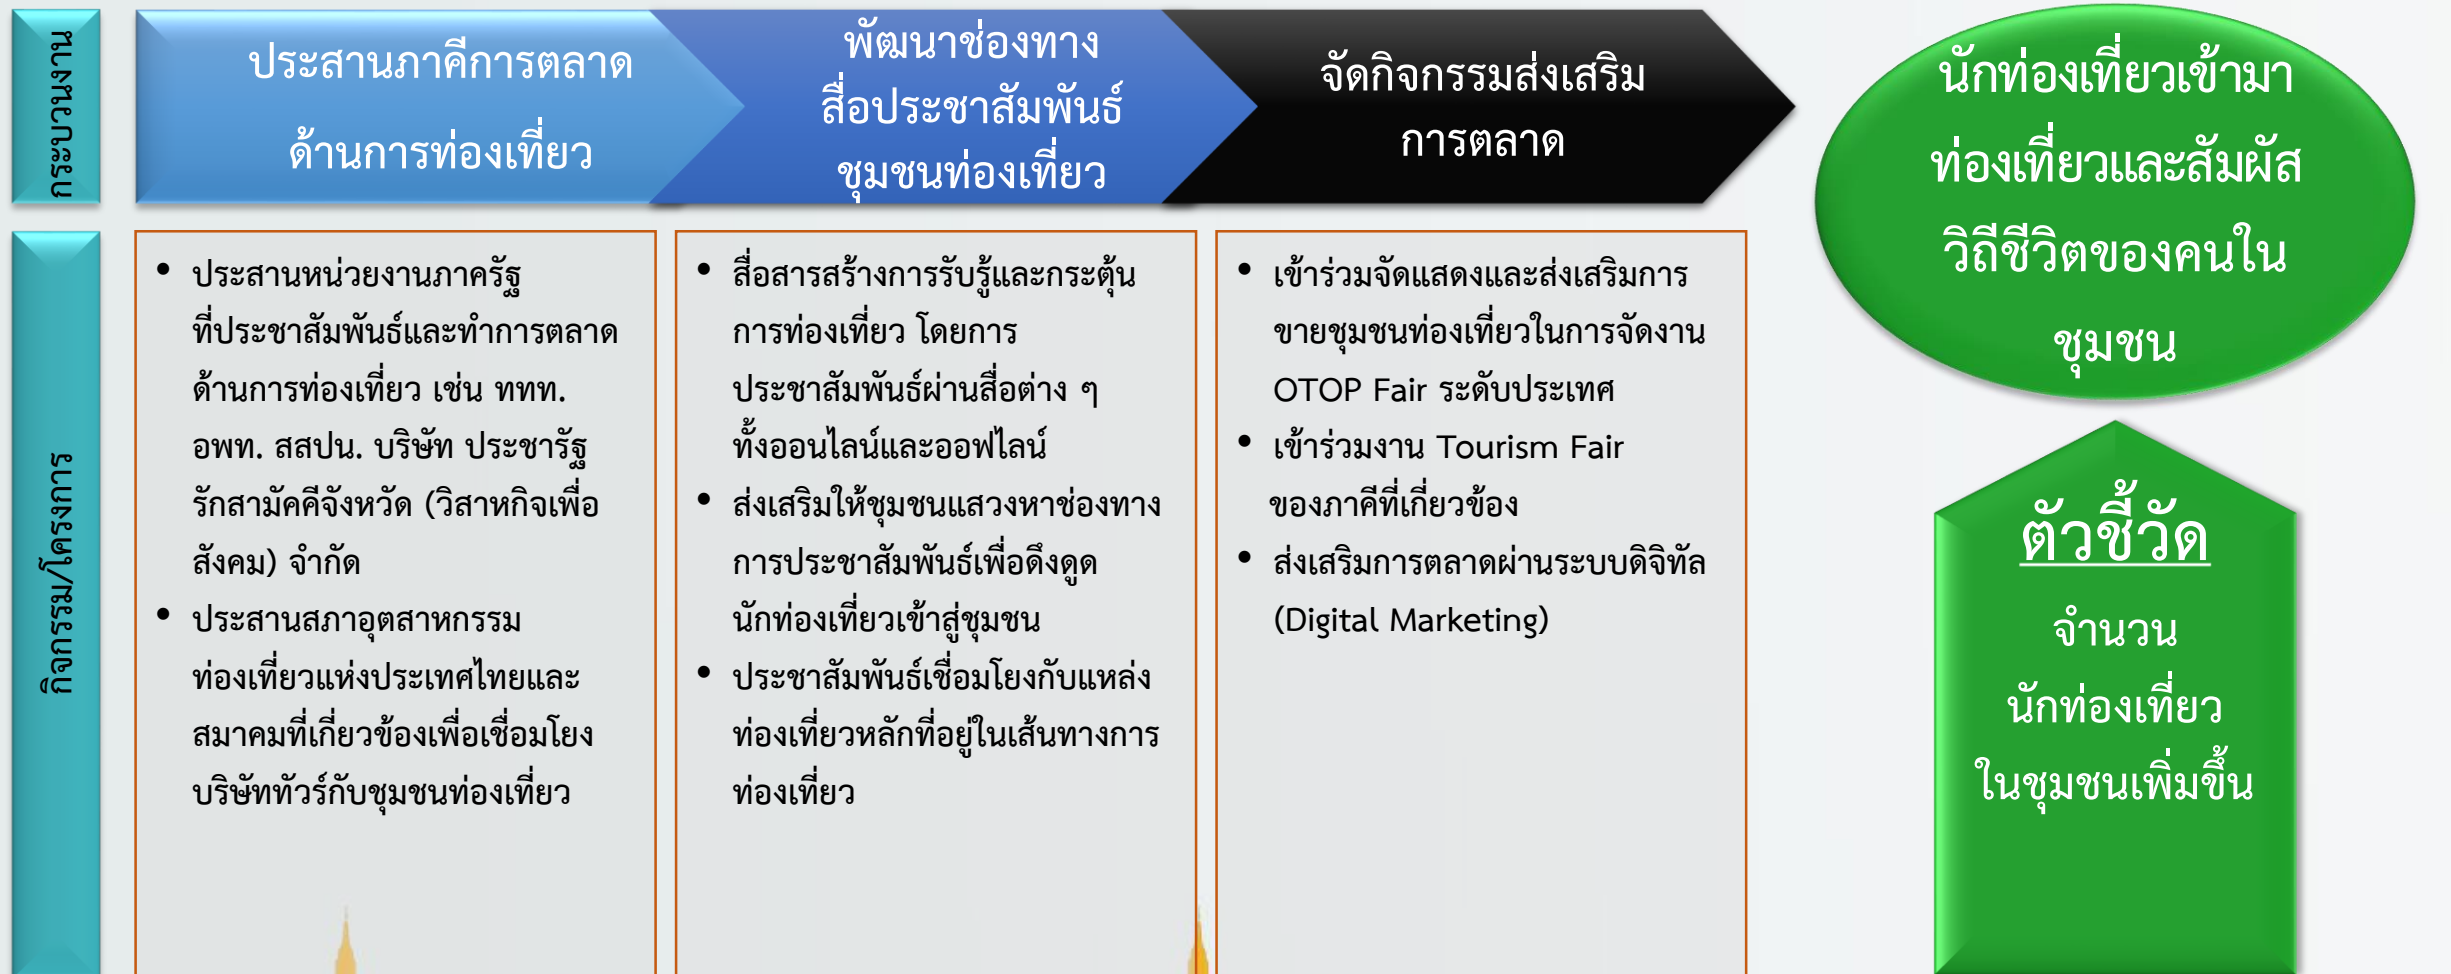 กระบวนงาน
ประสานภาคีการตลาด
ด้านการท่องเที่ยว
พัฒนาช่องทาง
สื่อประชาสัมพันธ์
ชุมชนท่องเที่ยว
จัดกิจกรรมส่งเสริม
การตลาด
นักท่องเที่ยวเข้ามา
ท่องเที่ยวและสัมผัส
วิถีชีวิตของคนใน
ชุมชน
กิจกรรม/โครงการ
• ประสานหน่วยงานภาครัฐ
ที่ประชาสัมพันธ์และทำการตลาด
ด้านการท่องเที่ยว เช่น ททท.
อพท. สสปน. บริษัท ประชารัฐ
รักสามัคคีจังหวัด (วิสาหกิจเพื่อ
สังคม) จำกัด
• ประสานสภาอุตสาหกรรม
ท่องเที่ยวแห่งประเทศไทยและ
สมาคมที่เกี่ยวข้องเพื่อเชื่อมโยง
บริษัททัวร์กับชุมชนท่องเที่ยว
• สื่อสารสร้างการรับรู้และกระตุ้น
การท่องเที่ยว โดยการ
ประชาสัมพันธ์ผ่านสื่อต่าง ๆ
ทั้งออนไลน์และออฟไลน์
• ส่งเสริมให้ชุมชนแสวงหาช่องทาง
การประชาสัมพันธ์เพื่อดึงดูด
นักท่องเที่ยวเข้าสู่ชุมชน
• ประชาสัมพันธ์เชื่อมโยงกับแหล่ง
ท่องเที่ยวหลักที่อยู่ในเส้นทางการ
ท่องเที่ยว
• เข้าร่วมจัดแสดงและส่งเสริมการ
ขายชุมชนท่องเที่ยวในการจัดงาน
OTOP Fair ระดับประเทศ
• เข้าร่วมงาน Tourism Fair
ของภาคีที่เกี่ยวข้อง
• ส่งเสริมการตลาดผ่านระบบดิจิทัล
(Digital Marketing)
ตัวชี้วัด
จำนวน
นักท่องเที่ยว
ในชุมชนเพิ่มขึ้น